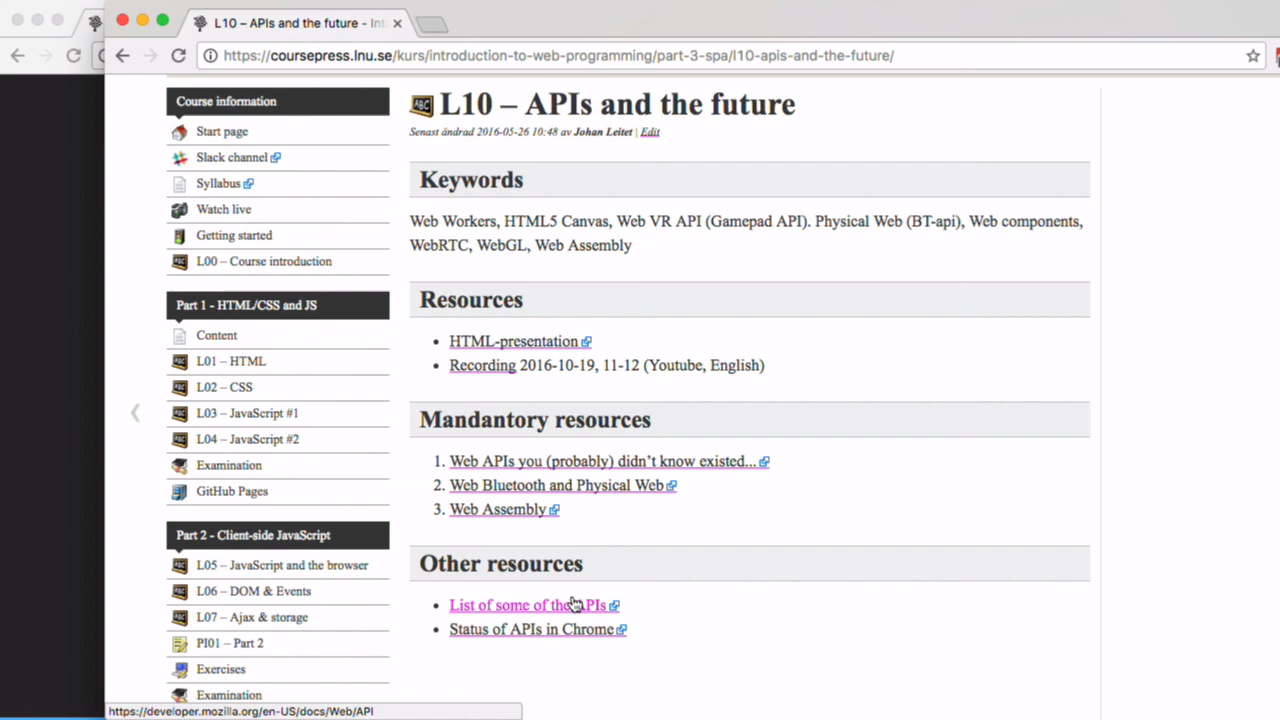 L10 – APIs and the future - Int
https://coursepress.lnu.se/kurs/introduction-to-web-programming/part-3-spa/l10-apis-and-the-future/
Course information
Start page
Slack channel
Syllabus
Watch live
Getting started
L00 – Course introduction
Part 1 - HTML/CSS and JS
Content
L01 – HTML
L02 – CSS
L03 – JavaScript #1
L04 – JavaScript #2
Examination
GitHub Pages
Part 2 - Client-side JavaScript
L05 – JavaScript and the browser
L06 – DOM & Events
L07 – Ajax & storage
PI01 – Part 2
Exercises
Examination
ABC L10 – APIs and the future
Senast ändrad 2016-05-26 10:48 av Johan Leitet | Edit
Keywords
Web Workers, HTML5 Canvas, Web VR API (Gamepad API). Physical Web (BT-api), Web components,
WebRTC, WebGL, Web Assembly
Resources
• HTML-presentation
• Recording 2016-10-19, 11-12 (Youtube, English)
Mandantory resources
1. Web APIs you (probably) didn’t know existed...
2. Web Bluetooth and Physical Web
3. Web Assembly
Other resources
• List of some of the APIs
• Status of APIs in Chrome
https://developer.mozilla.org/en-US/docs/Web/API